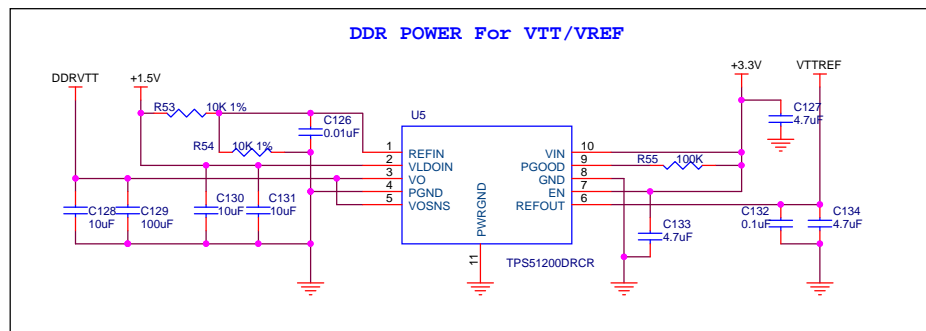 DDR POWER For VTT/VREF
DDRVTT
+1.5V
+3.3V
VTTREF
R53
10K 1%
C126
0.01uF
U5
C127
4.7uF
R54
10K 1%
1
REFIN
VIN
10
2
VLDOIN
PGOOD
9
R55
100K
3
VO
GND
8
4
PGND
EN
7
5
VOSNS
REFOUT
6
C128
10uF
C129
100uF
C130
10uF
C131
10uF
PWRGND
11
TPS51200DRCR
C133
4.7uF
C132
0.1uF
C134
4.7uF